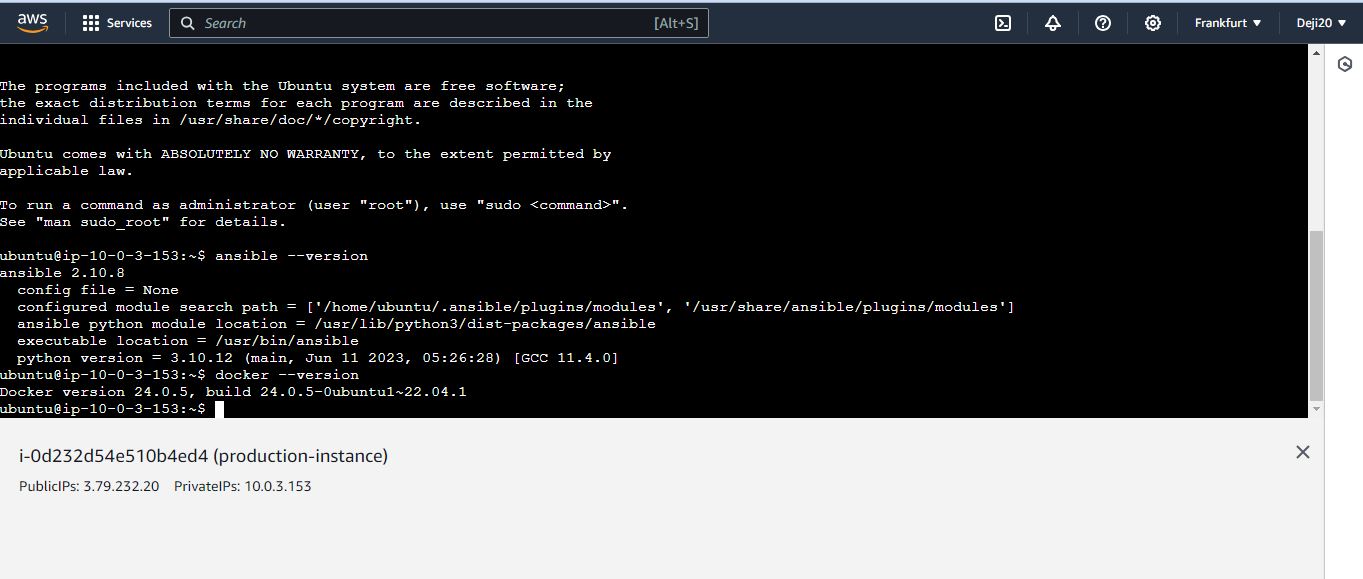 aws
Services
Search [Alt+S]
Frankfurt
Deji20
The programs included with the Ubuntu system are free software;
the exact distribution terms for each program are described in the
individual files in /usr/share/doc/*/copyright.
Ubuntu comes with ABSOLUTELY NO WARRANTY, to the extent permitted by
applicable law.
To run a command as administrator (user "root"), use "sudo <command>".
See "man sudo_root" for details.
ubuntu@ip-10-0-3-153:~$ ansible --version
ansible 2.10.8
config file = None
configured module search path = ['/home/ubuntu/.ansible/plugins/modules', '/usr/share/ansible/plugins/modules']
ansible python module location = /usr/lib/python3/dist-packages/ansible
executable location = /usr/bin/ansible
python version = 3.10.12 (main, Jun 11 2023, 05:26:28) [GCC 11.4.0]
ubuntu@ip-10-0-3-153:~$ docker --version
Docker version 24.0.5, build 24.0.5-0ubuntu1~22.04.1
ubuntu@ip-10-0-3-153:~$
i-0d232d54e510b4ed4 (production-instance)
PublicIPs: 3.79.232.20 PrivateIPs: 10.0.3.153